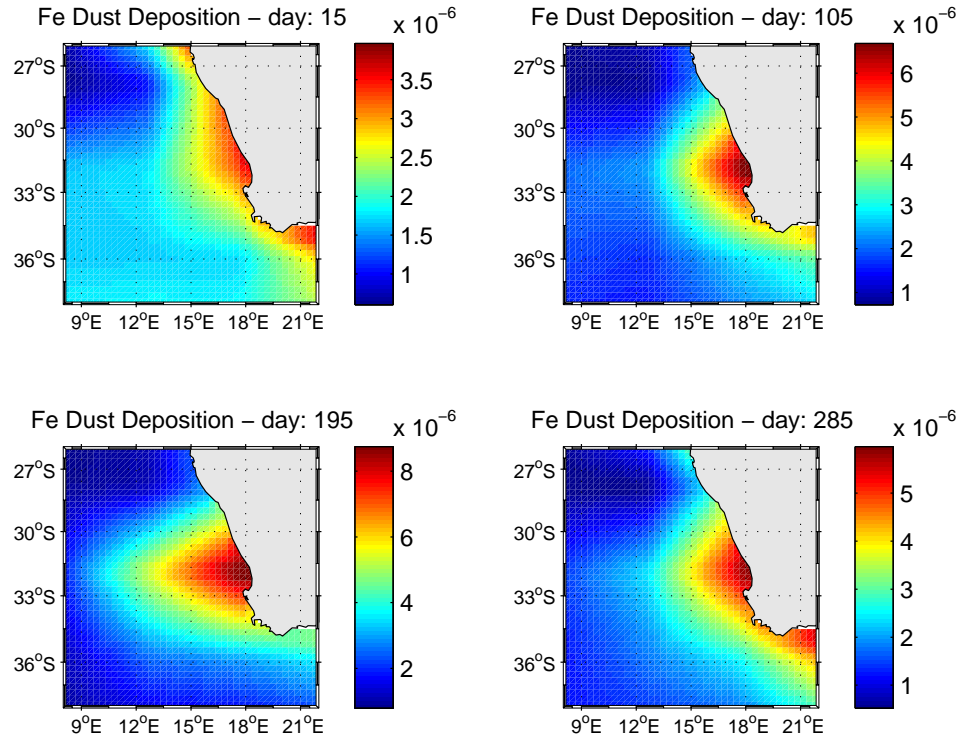 Fe Dust Deposition – day: 15
x 10⁻⁶
27°S
30°S
33°S
36°S
9°E 12°E 15°E 18°E 21°E
3.5
3
2.5
2
1.5
1
Fe Dust Deposition – day: 105
x 10⁻⁶
27°S
30°S
33°S
36°S
9°E 12°E 15°E 18°E 21°E
6
5
4
3
2
1
Fe Dust Deposition – day: 195
x 10⁻⁶
27°S
30°S
33°S
36°S
9°E 12°E 15°E 18°E 21°E
8
6
4
2
Fe Dust Deposition – day: 285
x 10⁻⁶
27°S
30°S
33°S
36°S
9°E 12°E 15°E 18°E 21°E
5
4
3
2
1